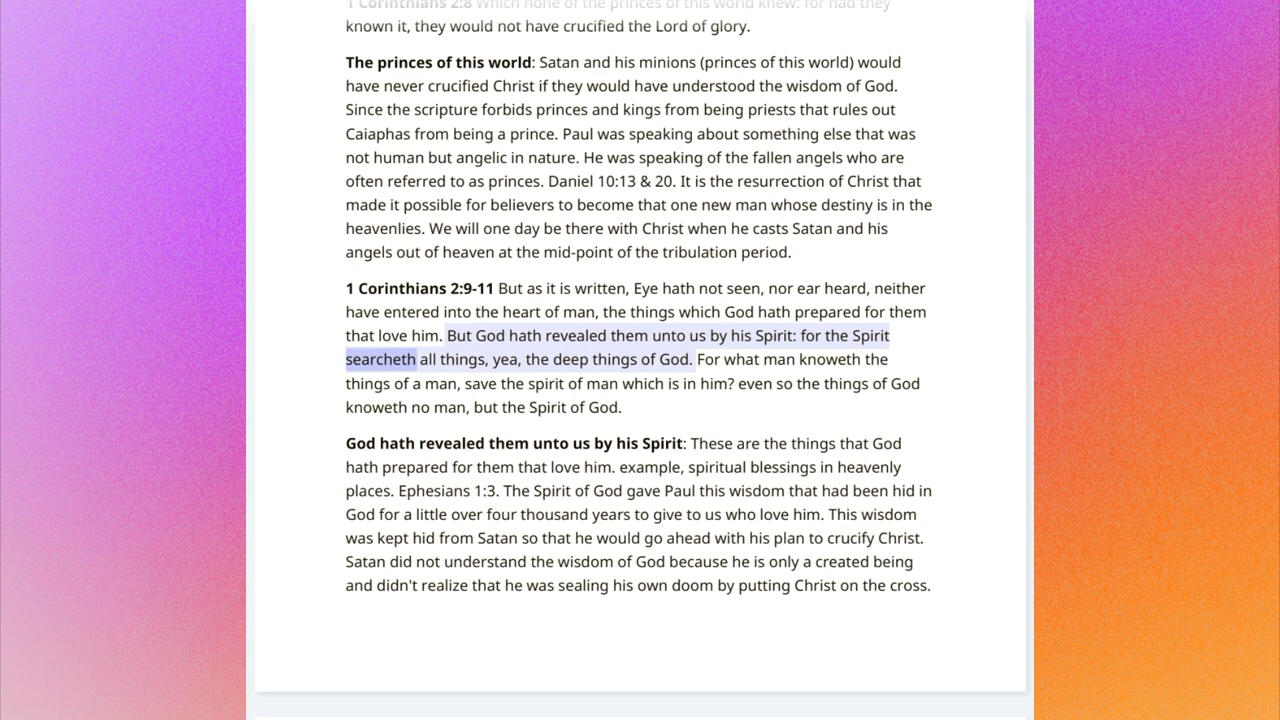 1 Corinthians 2:8 Which none of the princes of this world knew: for had they
known it, they would not have crucified the Lord of glory.
The princes of this world: Satan and his minions (princes of this world) would
have never crucified Christ if they would have understood the wisdom of God.
Since the scripture forbids princes and kings from being priests that rules out
Caiaphas from being a prince. Paul was speaking about something else that was
not human but angelic in nature. He was speaking of the fallen angels who are
often referred to as princes. Daniel 10:13 & 20. It is the resurrection of Christ that
made it possible for believers to become that one new man whose destiny is in the
heavenlies. We will one day be there with Christ when he casts Satan and his
angels out of heaven at the mid-point of the tribulation period.
1 Corinthians 2:9-11 But as it is written, Eye hath not seen, nor ear heard, neither
have entered into the heart of man, the things which God hath prepared for them
that love him. But God hath revealed them unto us by his Spirit: for the Spirit
searcheth all things, yea, the deep things of God. For what man knoweth the
things of a man, save the spirit of man which is in him? even so the things of God
knoweth no man, but the Spirit of God.
God hath revealed them unto us by his Spirit: These are the things that God
hath prepared for them that love him. example, spiritual blessings in heavenly
places. Ephesians 1:3. The Spirit of God gave Paul this wisdom that had been hid in
God for a little over four thousand years to give to us who love him. This wisdom
was kept hid from Satan so that he would go ahead with his plan to crucify Christ.
Satan did not understand the wisdom of God because he is only a created being
and didn't realize that he was sealing his own doom by putting Christ on the cross.